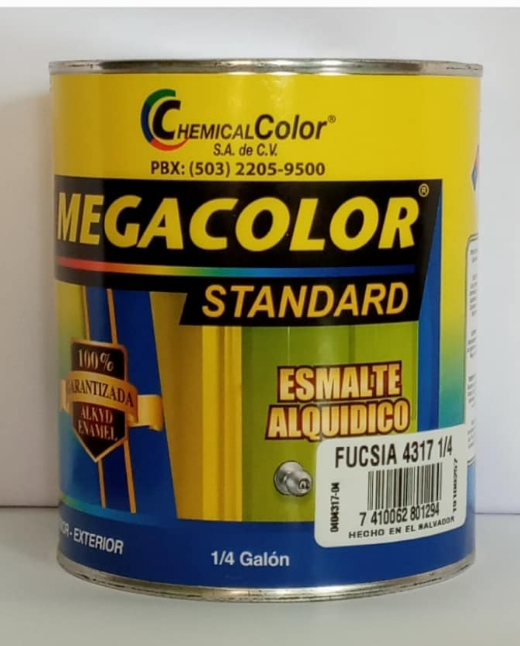 CHEMICALColor®
S.A. de C.V.
PBX: (503) 2205-9500
MEGACOLOR®
STANDARD
100%
GARANTIZADA
ALKYD
ENAMEL
ESMALTE
ALQUIDICO
FUCSIA 4317 1/4
7 410062 801294
HECHO EN EL SALVADOR
- EXTERIOR
1/4 Galón